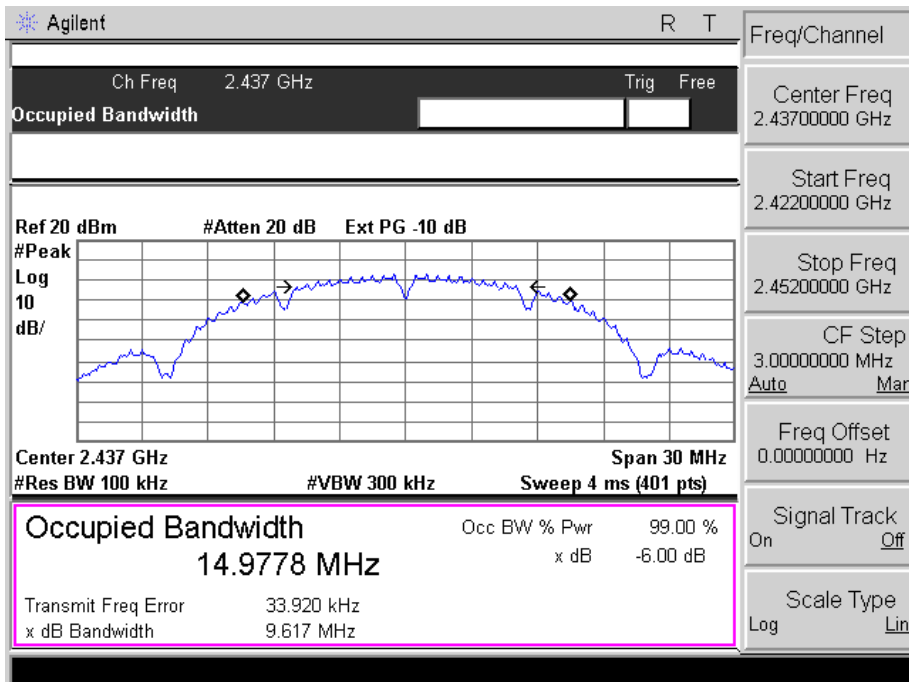 Agilent R T
Ch Freq 2.437 GHz Trig Free
Occupied Bandwidth
Ref 20 dBm #Atten 20 dB Ext PG -10 dB
#Peak
Log
10
dB/
Center 2.437 GHz Span 30 MHz
#Res BW 100 kHz #VBW 300 kHz Sweep 4 ms (401 pts)
Occupied Bandwidth Occ BW % Pwr 99.00 %
14.9778 MHz x dB -6.00 dB
Transmit Freq Error 33.920 kHz
x dB Bandwidth 9.617 MHz
Freq/Channel
Center Freq
2.43700000 GHz
Start Freq
2.42200000 GHz
Stop Freq
2.45200000 GHz
CF Step
3.00000000 MHz
Auto Mar
Freq Offset
0.00000000 Hz
Signal Track
On Off
Scale Type
Log Lin